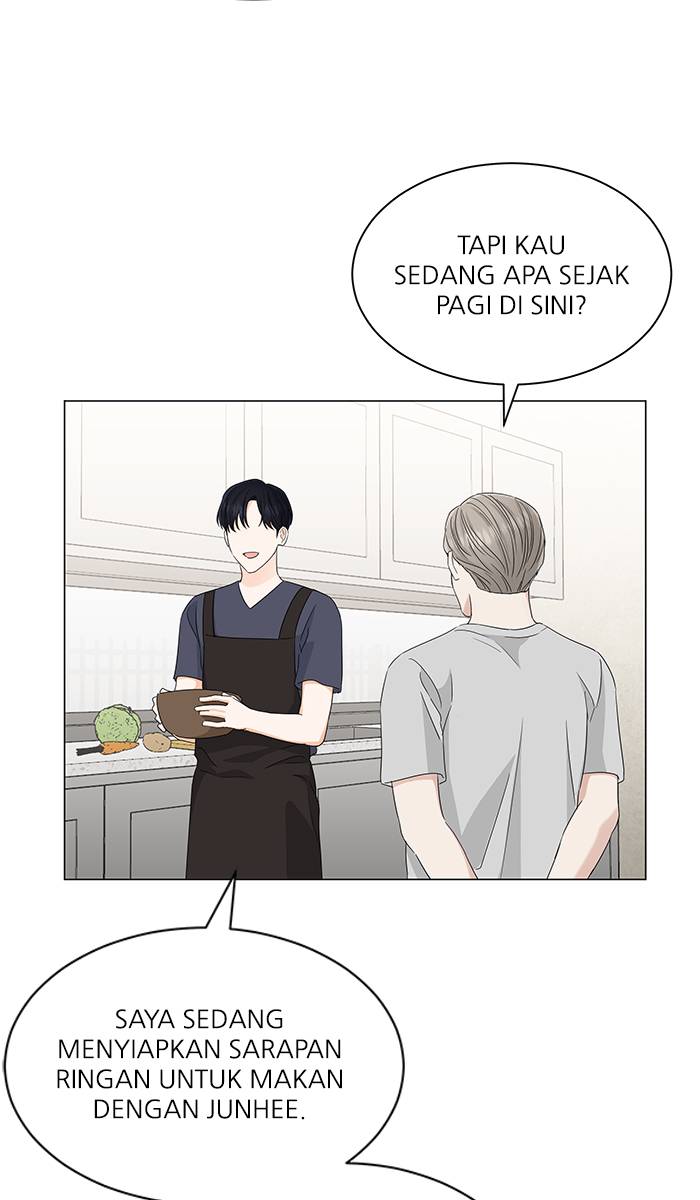 TAPI KAU
SEDANG APA SEJAK
PAGI DI SINI?
SAYA SEDANG
MENYIAPKAN SARAPAN
RINGAN UNTUK MAKAN
DENGAN JUNHEE.